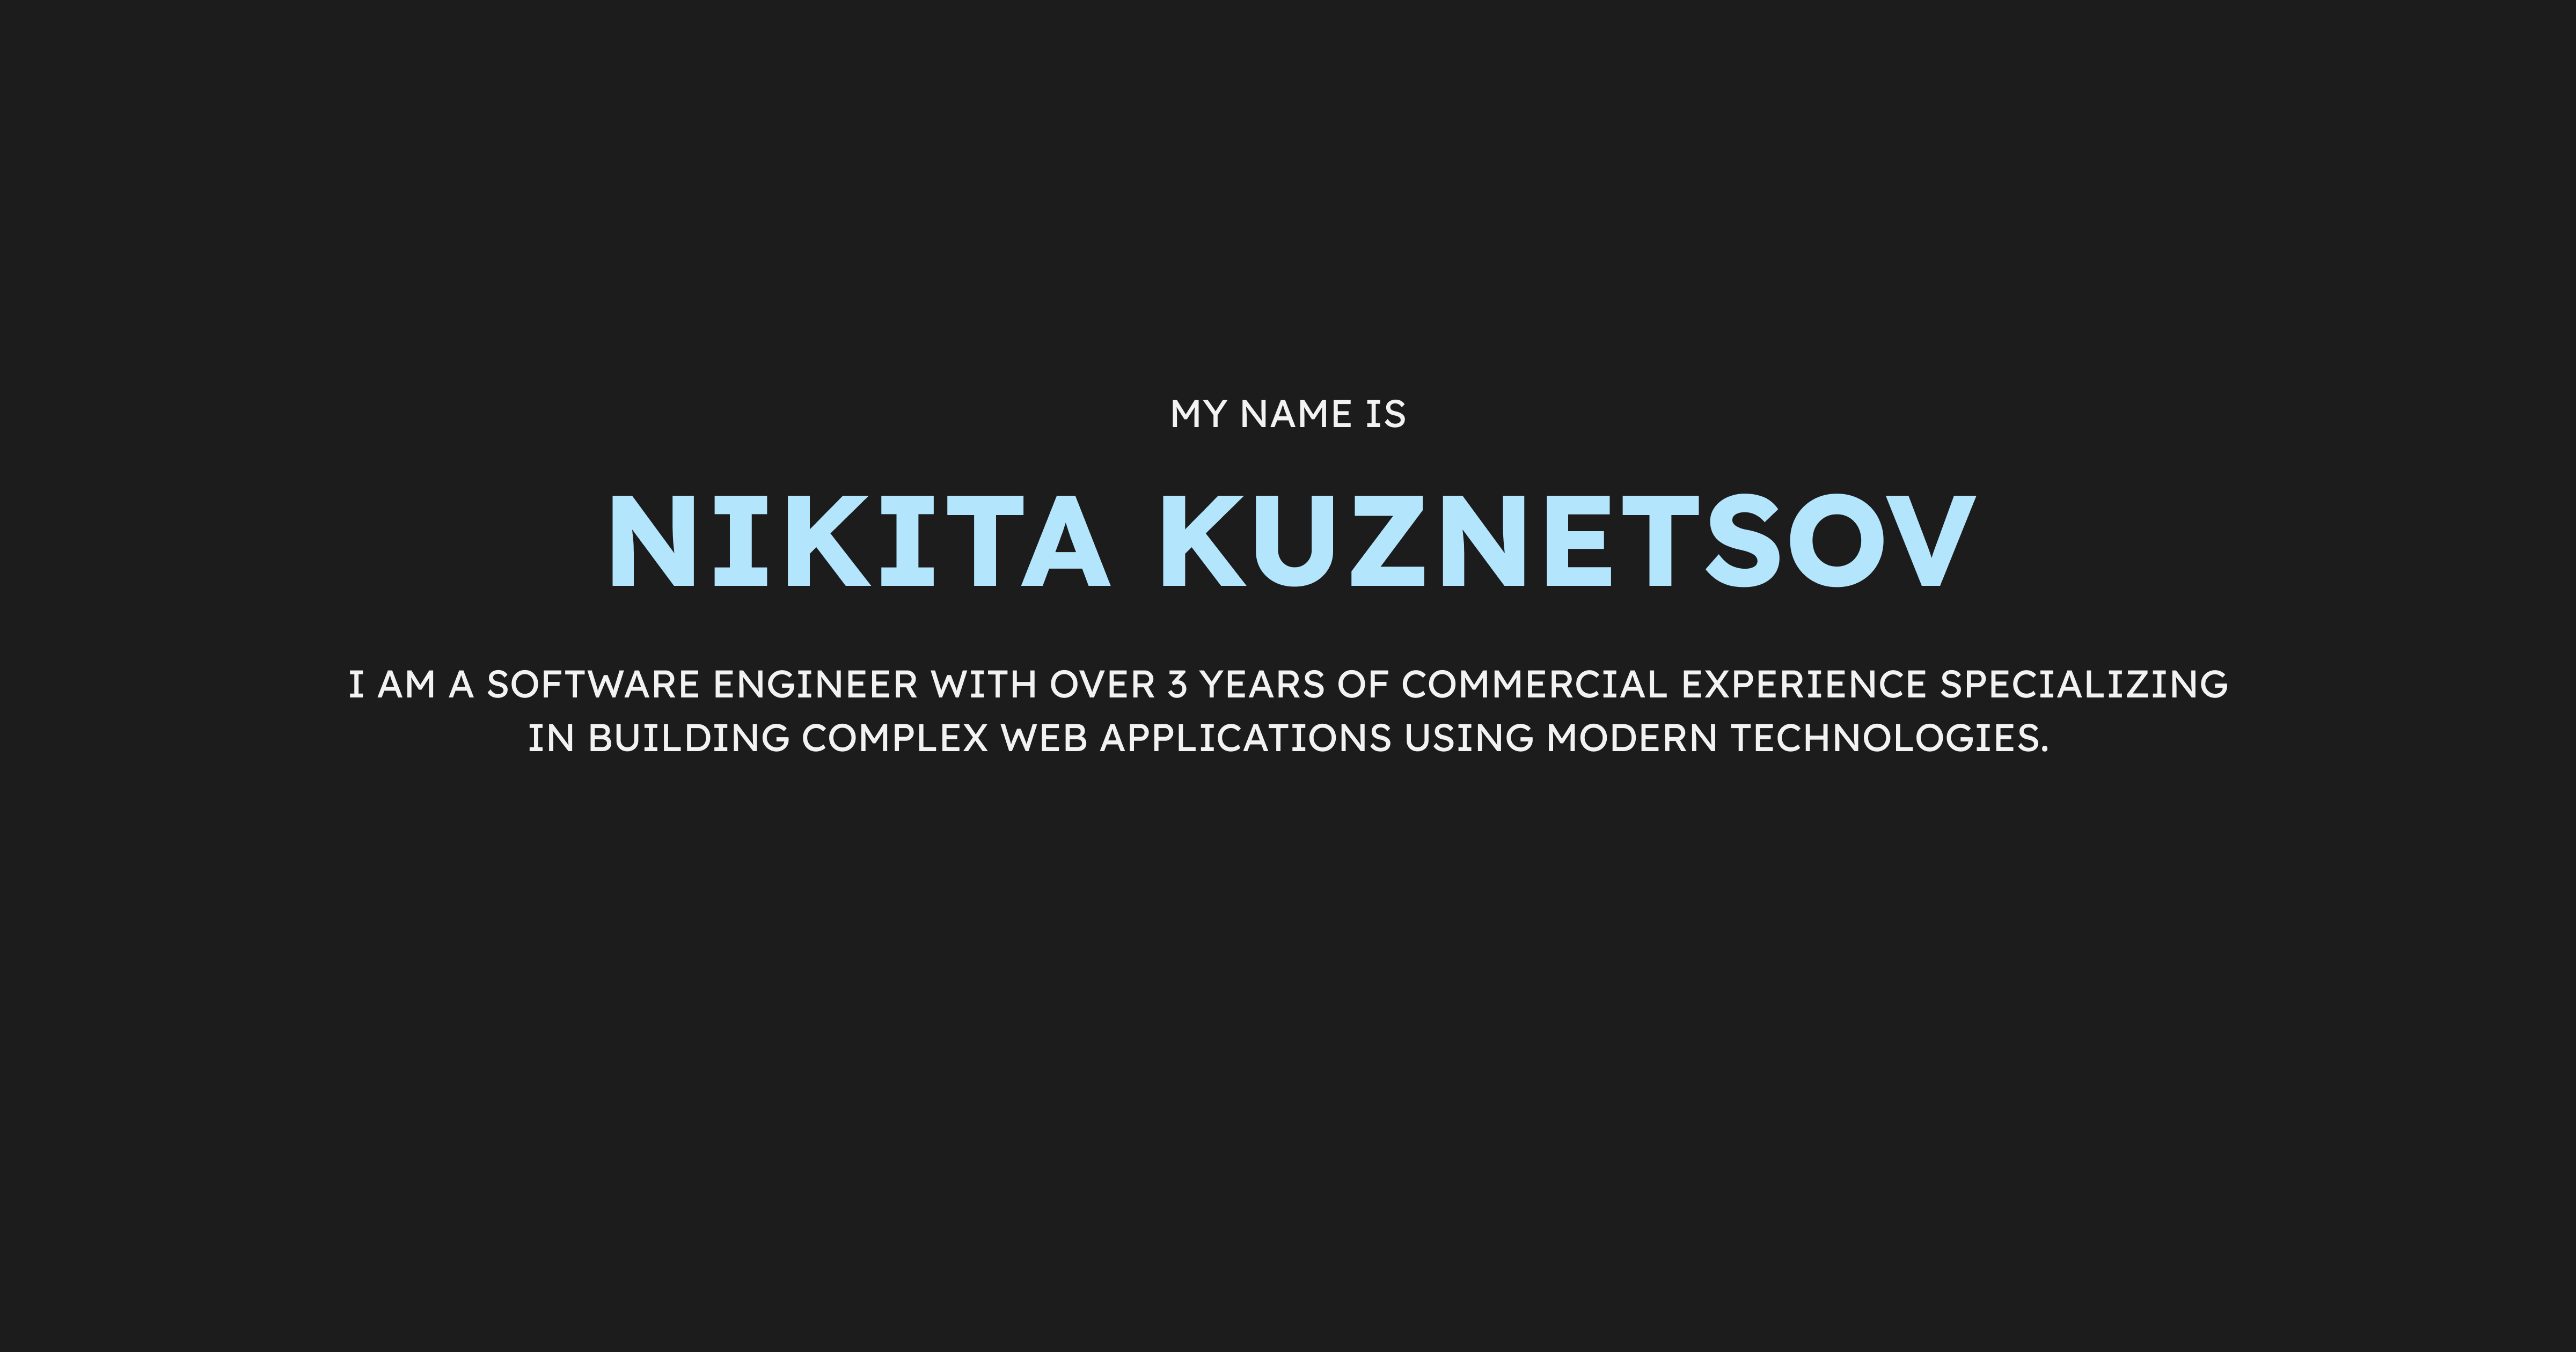 MY NAME IS
NIKITA KUZNETSOV
I AM A SOFTWARE ENGINEER WITH OVER 3 YEARS OF COMMERCIAL EXPERIENCE SPECIALIZING
IN BUILDING COMPLEX WEB APPLICATIONS USING MODERN TECHNOLOGIES.